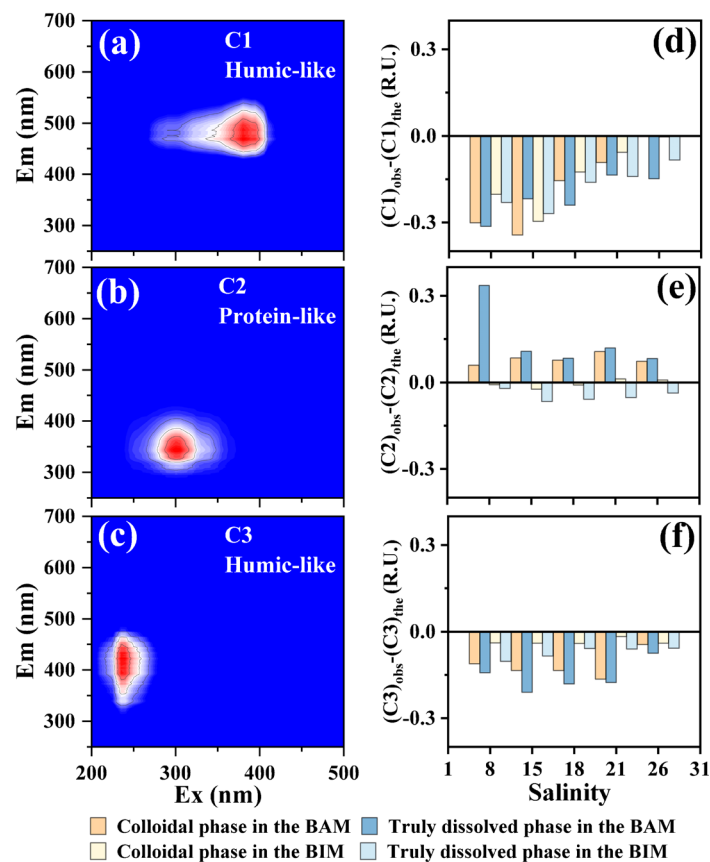 700
600
500
400
300
Em (nm)
(a)
C1
Humic-like
0.3
0.0
-0.3
(C1)obs-(C1)the (R.U.)
(d)
700
600
500
400
300
Em (nm)
(b)
C2
Protein-like
0.3
0.0
-0.3
(C2)obs-(C2)the (R.U.)
(e)
700
600
500
400
300
Em (nm)
(c)
C3
Humic-like
200 300 400 500
Ex (nm)
0.3
0.0
-0.3
(C3)obs-(C3)the (R.U.)
(f)
1 8 15 18 21 26 31
Salinity
Colloidal phase in the BAM
Truly dissolved phase in the BAM
Colloidal phase in the BIM
Truly dissolved phase in the BIM